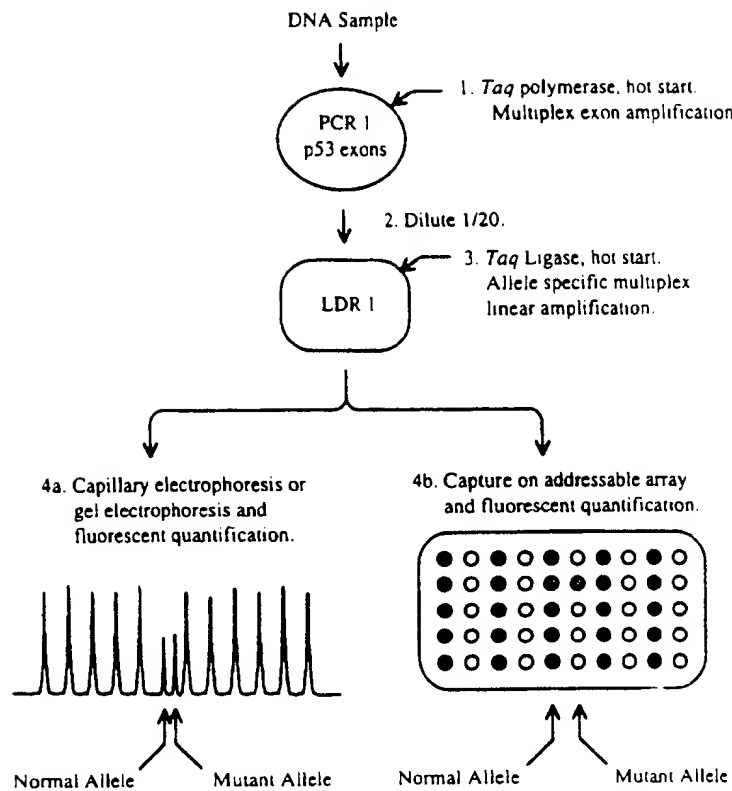 DNA Sample
1. Taq polymerase, hot start.
Multiplex exon amplification
PCR 1
p53 exons
2. Dilute 1/20.
3. Taq Ligase, hot start.
Allele specific multiplex
linear amplification.
LDR 1
4a. Capillary electrophoresis or
gel electrophoresis and
fluorescent quantification.
4b. Capture on addressable array
and fluorescent quantification.
Normal Allele
Mutant Allele
Normal Allele
Mutant Allele